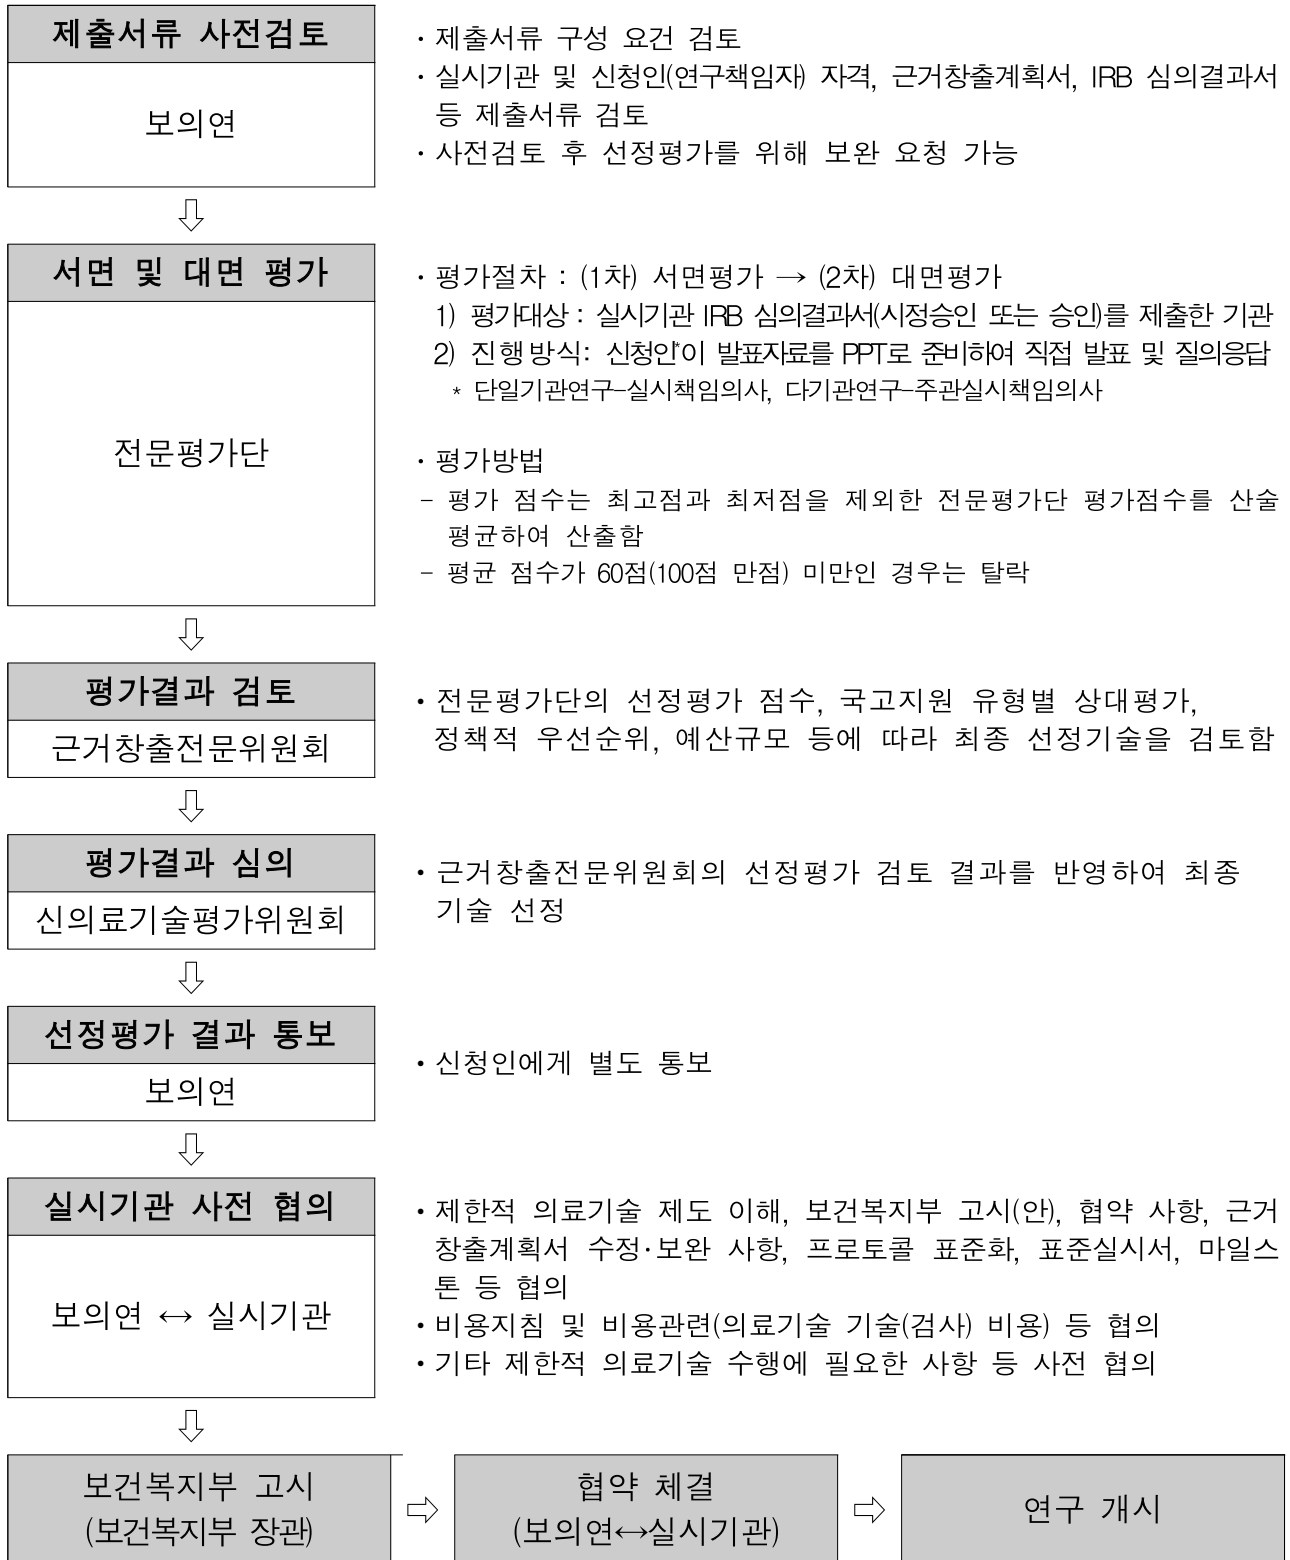 제출서류 사전검토
보의연
· 제출서류 구성 요건 검토
· 실시기관 및 신청인(연구책임자) 자격, 근거창출계획서, IRB 심의결과서
등 제출서류 검토
· 사전검토 후 선정평가를 위해 보완 요청 가능
⇩
서면 및 대면 평가
전문평가단
· 평가절차 : (1차) 서면평가 → (2차) 대면평가
1) 평가대상 : 실시기관 IRB 심의결과서(시정승인 또는 승인)를 제출한 기관
2) 진행방식: 신청인*이 발표자료를 PPT로 준비하여 직접 발표 및 질의응답
* 단일기관연구-실시책임의사, 다기관연구-주관실시책임의사
· 평가방법
- 평가 점수는 최고점과 최저점을 제외한 전문평가단 평가점수를 산술
평균하여 산출함
- 평균 점수가 60점(100점 만점) 미만인 경우는 탈락
⇩
평가결과 검토
근거창출전문위원회
· 전문평가단의 선정평가 점수, 국고지원 유형별 상대평가,
정책적 우선순위, 예산규모 등에 따라 최종 선정기술을 검토함
⇩
평가결과 심의
신의료기술평가위원회
· 근거창출전문위원회의 선정평가 검토 결과를 반영하여 최종
기술 선정
⇩
선정평가 결과 통보
보의연
· 신청인에게 별도 통보
⇩
실시기관 사전 협의
보의연 ↔ 실시기관
· 제한적 의료기술 제도 이해, 보건복지부 고시(안), 협약 사항, 근거
창출계획서 수정·보완 사항, 프로토콜 표준화, 표준실시서, 마일스
톤 등 협의
· 비용지침 및 비용관련(의료기술 기술(검사) 비용) 등 협의
· 기타 제한적 의료기술 수행에 필요한 사항 등 사전 협의
⇩
보건복지부 고시
(보건복지부 장관)
⇨
협약 체결
(보의연↔실시기관)
⇨
연구 개시